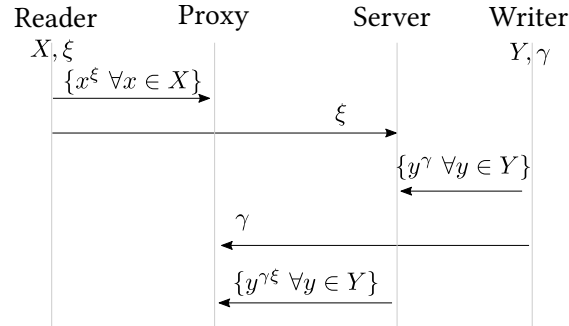 Reader Proxy Server Writer
X, ξ Y, γ
{x^ξ ∀x ∈ X}
ξ
{y^γ ∀y ∈ Y}
γ
{y^{γξ} ∀y ∈ Y}